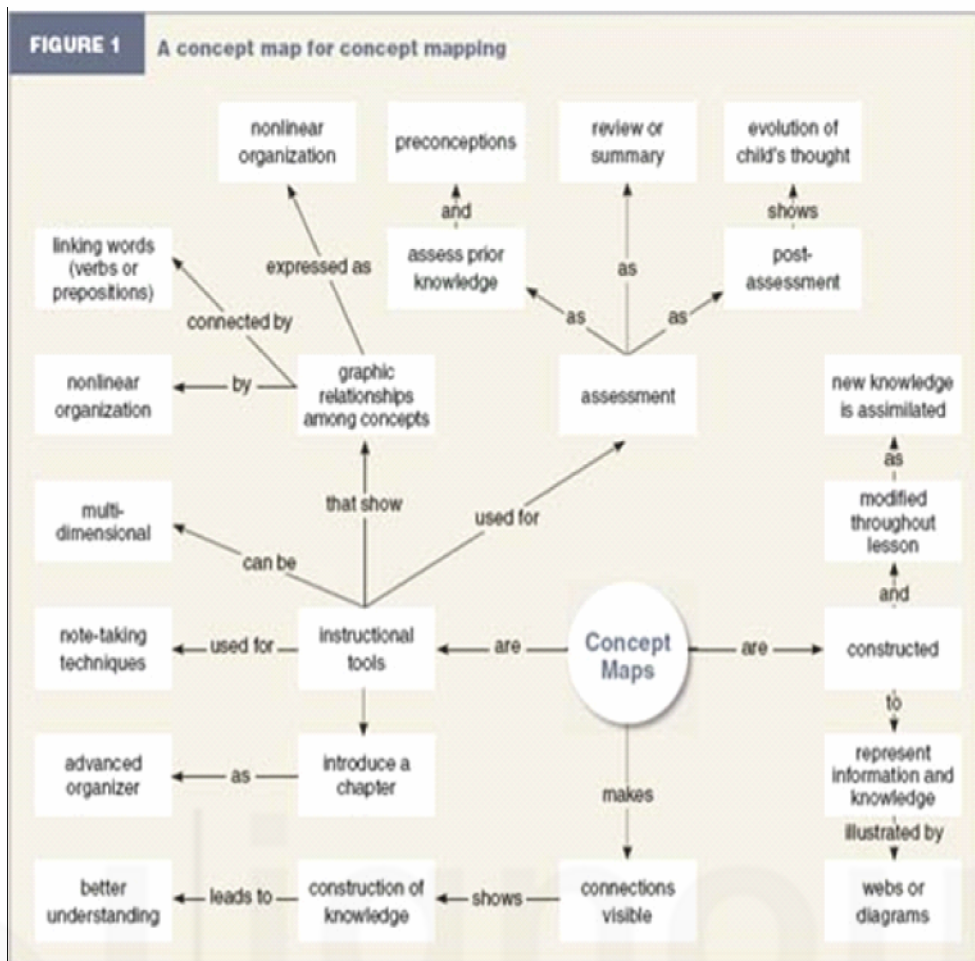 FIGURE 1
A concept map for concept mapping
nonlinear
organization
preconceptions
review or
summary
evolution of
child's thought
and
shows
linking words
(verbs or
prepositions)
expressed as
assess prior
knowledge
as
post-
assessment
connected by
as
as
nonlinear
organization
by
graphic
relationships
among concepts
assessment
new knowledge
is assimilated
as
multi-
dimensional
that show
used for
modified
throughout
lesson
can be
and
note-taking
techniques
used for
instructional
tools
are
Concept
Maps
are
constructed
to
advanced
organizer
as
introduce a
chapter
makes
represent
information and
knowledge
illustrated by
better
understanding
leads to
construction of
knowledge
shows
connections
visible
webs or
diagrams